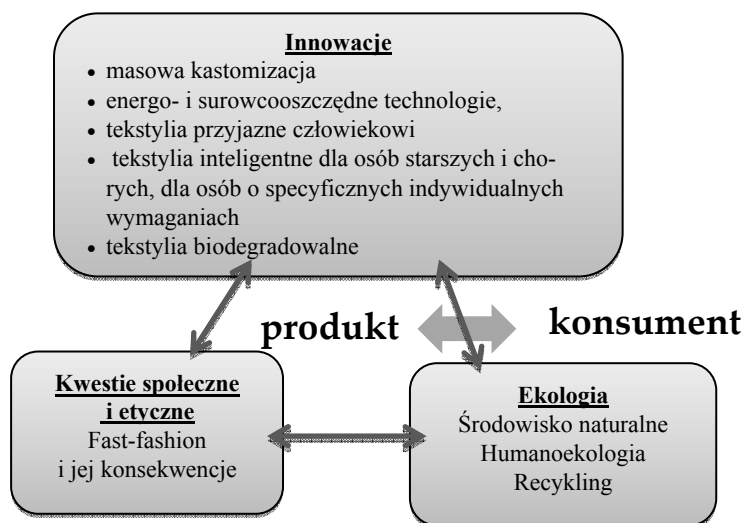 Innowacje
• masowa kastomizacja
• energo- i surowcooszczędne technologie,
• tekstylia przyjazne człowiekowi
• tekstylia inteligentne dla osób starszych i cho-
rych, dla osób o specyficznych indywidualnych
wymaganiach
• tekstylia biodegradowalne
produkt konsument
Kwestie społeczne
i etyczne
Fast-fashion
i jej konsekwencje
Ekologia
Środowisko naturalne
Humanoekologia
Recykling